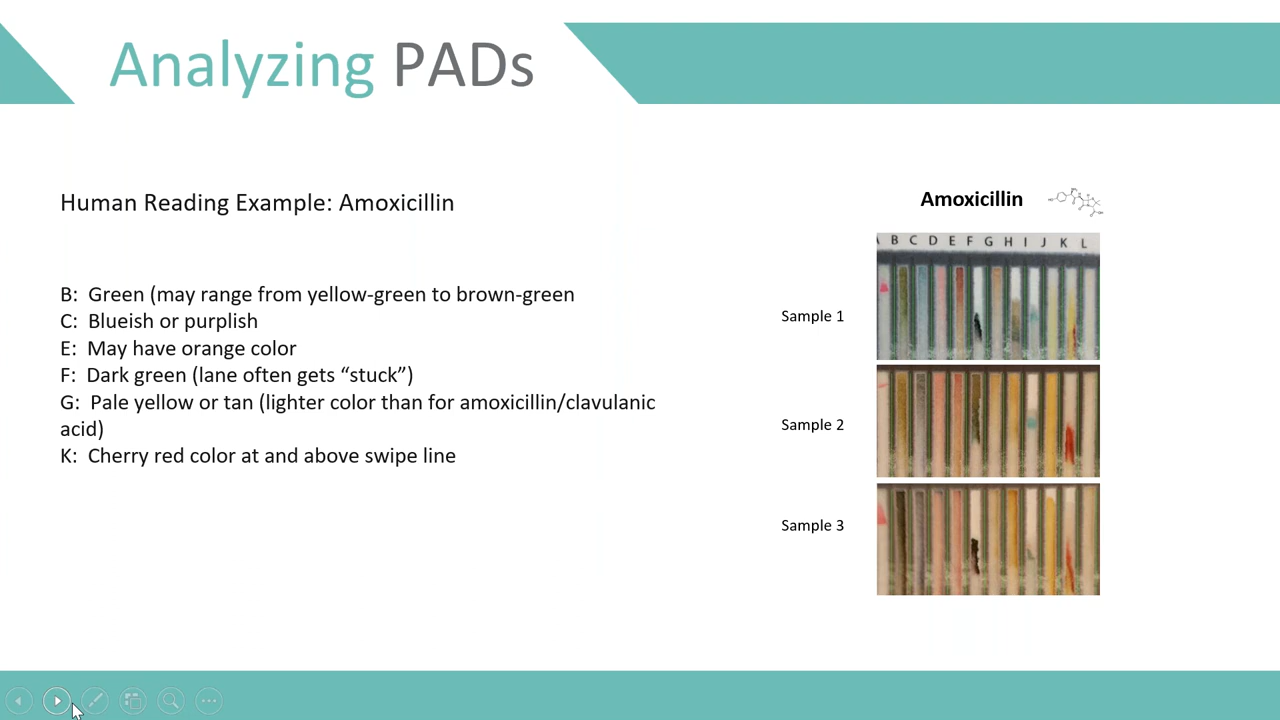 Analyzing PADs
Human Reading Example: Amoxicillin
B: Green (may range from yellow-green to brown-green
C: Blueish or purplish
E: May have orange color
F: Dark green (lane often gets “stuck”)
G: Pale yellow or tan (lighter color than for amoxicillin/clavulanic
acid)
K: Cherry red color at and above swipe line
Amoxicillin
A B C D E F G H I J K L
Sample 1
Sample 2
Sample 3